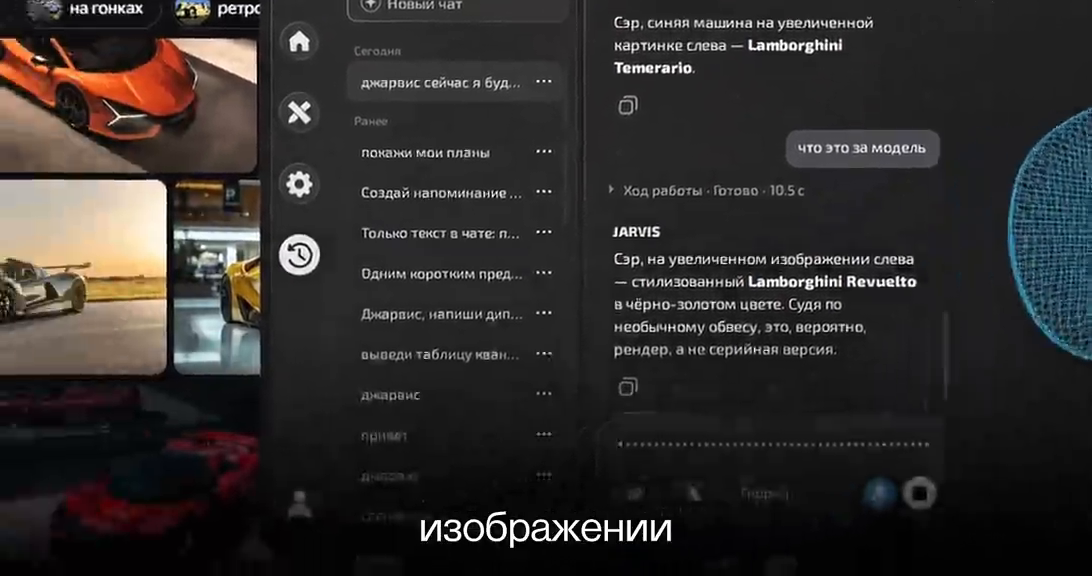 на гонках
ретро
Новый чат
Сегодня
джарвис сейчас я буд...
Ранее
покажи мои планы
Создай напоминание ...
Только текст в чате: п...
Одним коротким пред...
Джарвис, напиши дип...
выведи таблицу кван...
джарвис
привет
Сэр, синяя машина на увеличенной
картинке слева — Lamborghini
Temerario.
что это за модель
Ход работы · Готово · 10.5 с
JARVIS
Сэр, на увеличенном изображении слева
— стилизованный Lamborghini Revuelto
в чёрно-золотом цвете. Судя по
необычному обвесу, это, вероятно,
рендер, а не серийная версия.
изображении